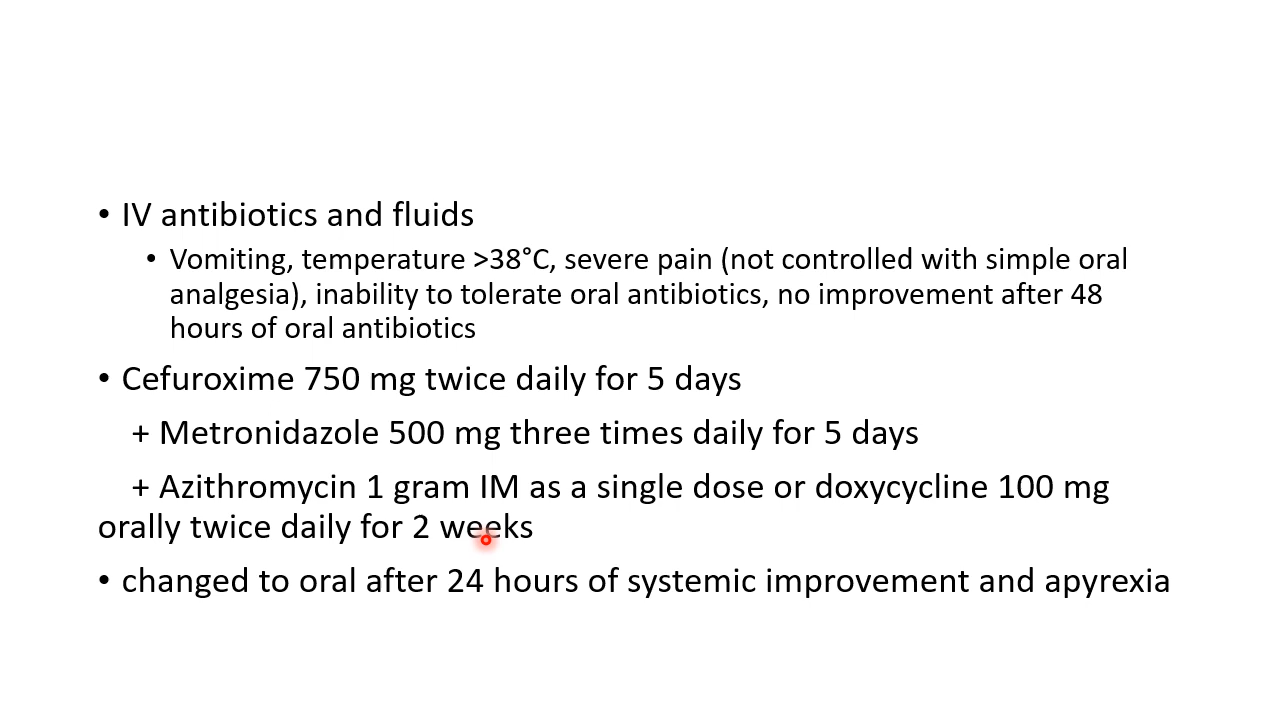 • IV antibiotics and fluids
• Vomiting, temperature >38°C, severe pain (not controlled with simple oral
analgesia), inability to tolerate oral antibiotics, no improvement after 48
hours of oral antibiotics
• Cefuroxime 750 mg twice daily for 5 days
+ Metronidazole 500 mg three times daily for 5 days
+ Azithromycin 1 gram IM as a single dose or doxycycline 100 mg
orally twice daily for 2 weeks
• changed to oral after 24 hours of systemic improvement and apyrexia